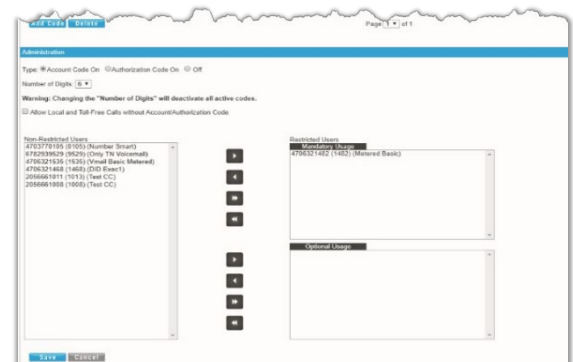 Add Code Delete Page: 1 of 1
Administration
Type: Account Code On Authorization Code On Off
Number of Digits: 6
Warning: Changing the "Number of Digits" will deactivate all active codes.
Allow Local and Toll-Free Calls without Account/Authorization Code
Non-Restricted Users
4703770105 (0105) (Number Smart)
6782939529 (9529) (Only TN Voicemail)
4706321535 (1535) (Vmail Basic Metered)
4706321468 (1468) (DID Exec1)
2056661011 (1013) (Test CC)
2056661008 (1008) (Test CC)
Restricted Users
Mandatory Usage
4706321482 (1482) (Metered Basic)
Optional Usage
Save Cancel